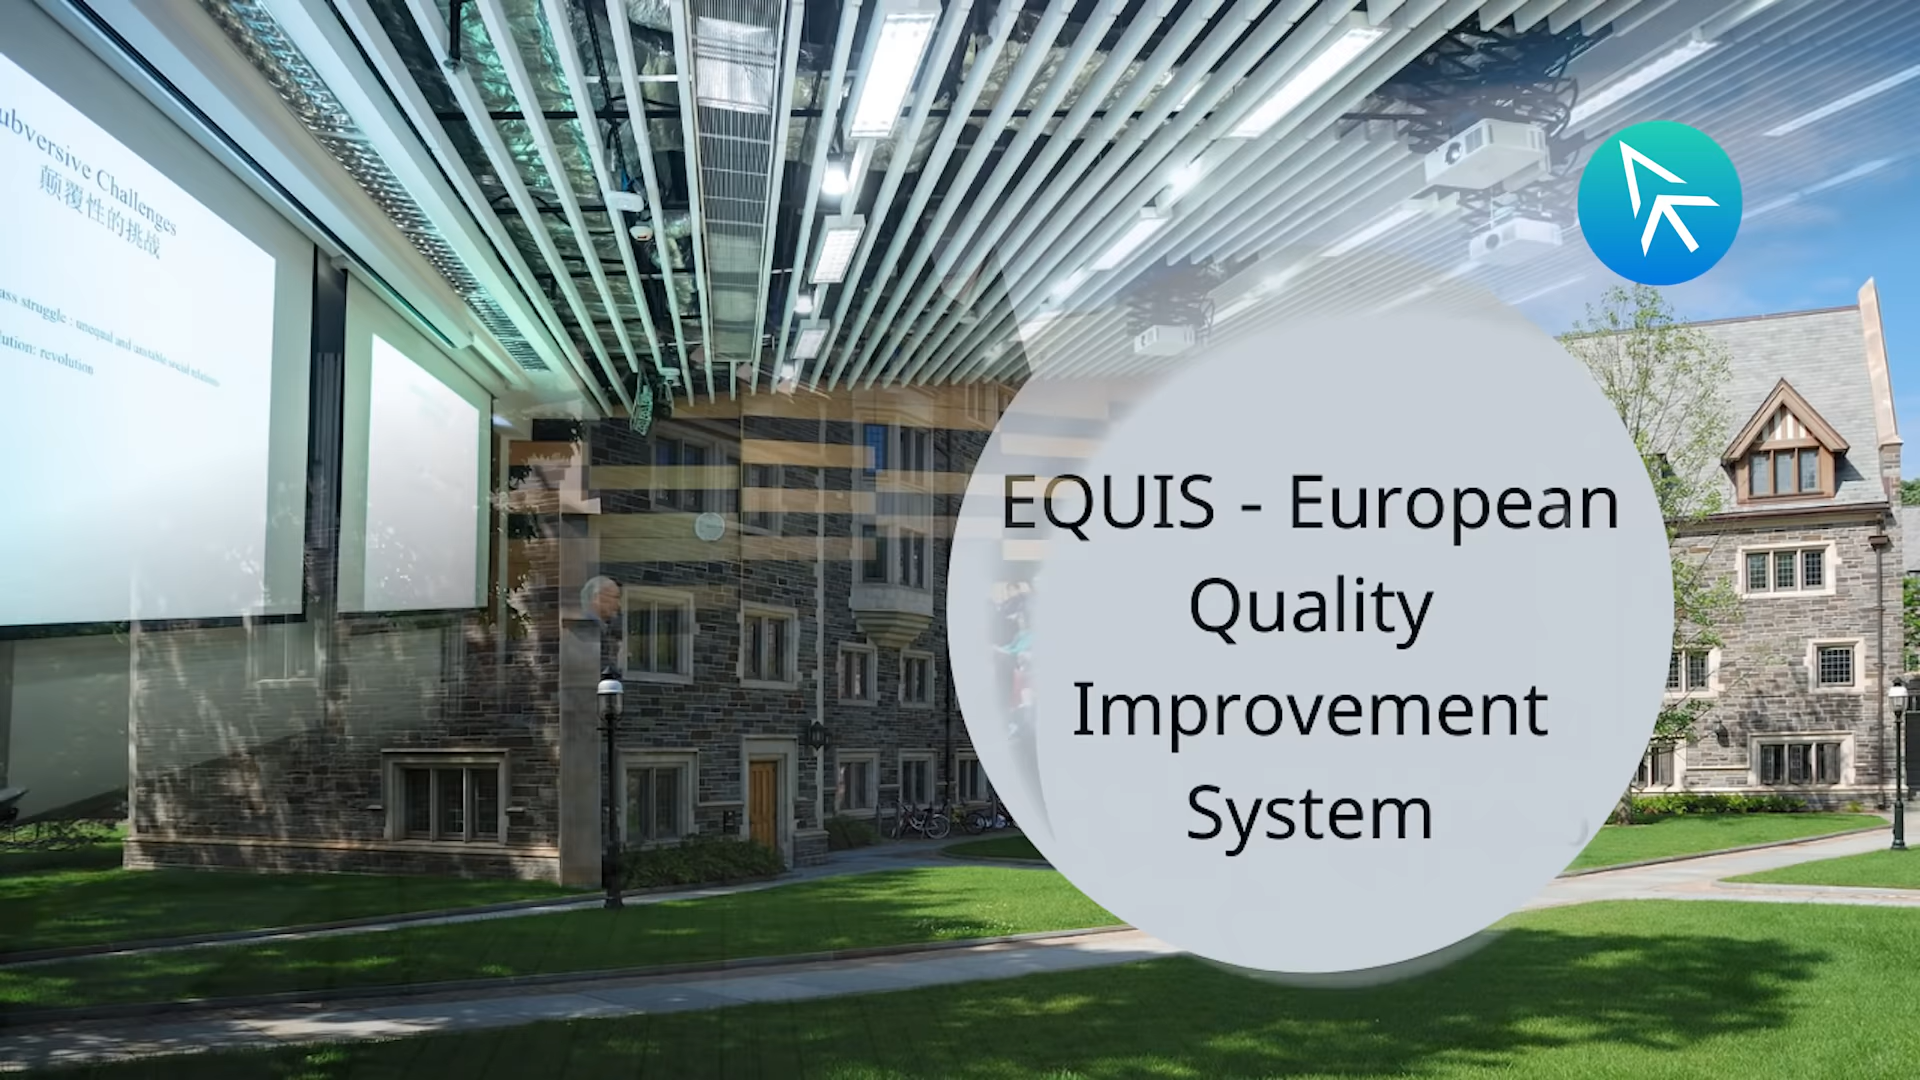 ubversive Challenges
颠覆性的挑战
ass struggle : unequal and unstable social relations
lution: revolution
EQUIS - European
Quality
Improvement
System